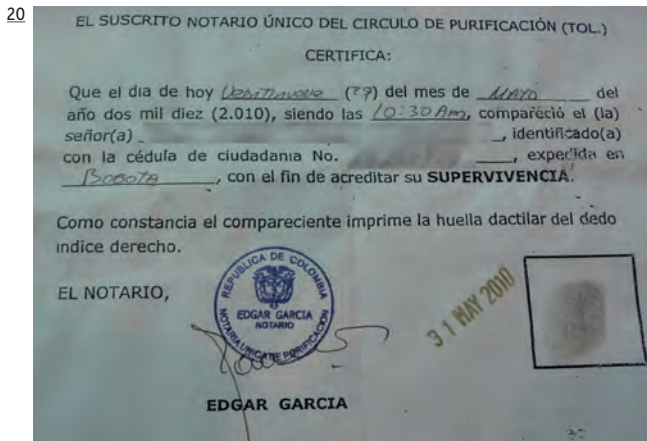 20
EL SUSCRITO NOTARIO ÚNICO DEL CIRCULO DE PURIFICACIÓN (TOL.)
CERTIFICA:
Que el dia de hoy Veintinueve (29) del mes de MAYO del
año dos mil diez (2.010), siendo las 10:30 Am, compareció el (la)
señor(a) , identificado(a)
con la cédula de ciudadania No. , expedida en
Bogota, con el fin de acreditar su SUPERVIVENCIA.
Como constancia el compareciente imprime la huella dactilar del dedo
indice derecho.
EL NOTARIO,
REPUBLICA DE COLOMBIA
EDGAR GARCIA
NOTARIO
NOTARIA UNICA DE PURIFICACION
31 MAY 2010
EDGAR GARCIA